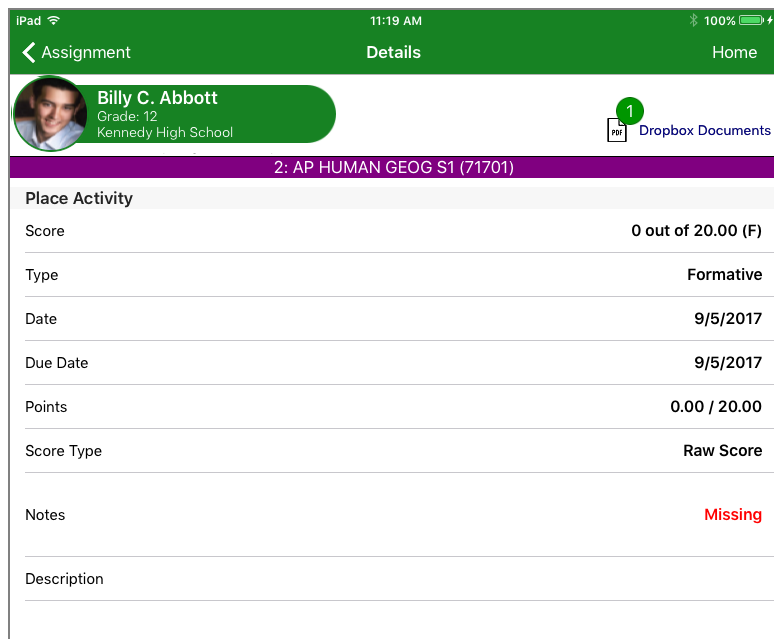 iPad 11:19 AM 100%
Assignment Details Home
Billy C. Abbott
Grade: 12
Kennedy High School
1
PDF Dropbox Documents
2: AP HUMAN GEOG S1 (71701)
Place Activity
Score 0 out of 20.00 (F)
Type Formative
Date 9/5/2017
Due Date 9/5/2017
Points 0.00 / 20.00
Score Type Raw Score
Notes Missing
Description